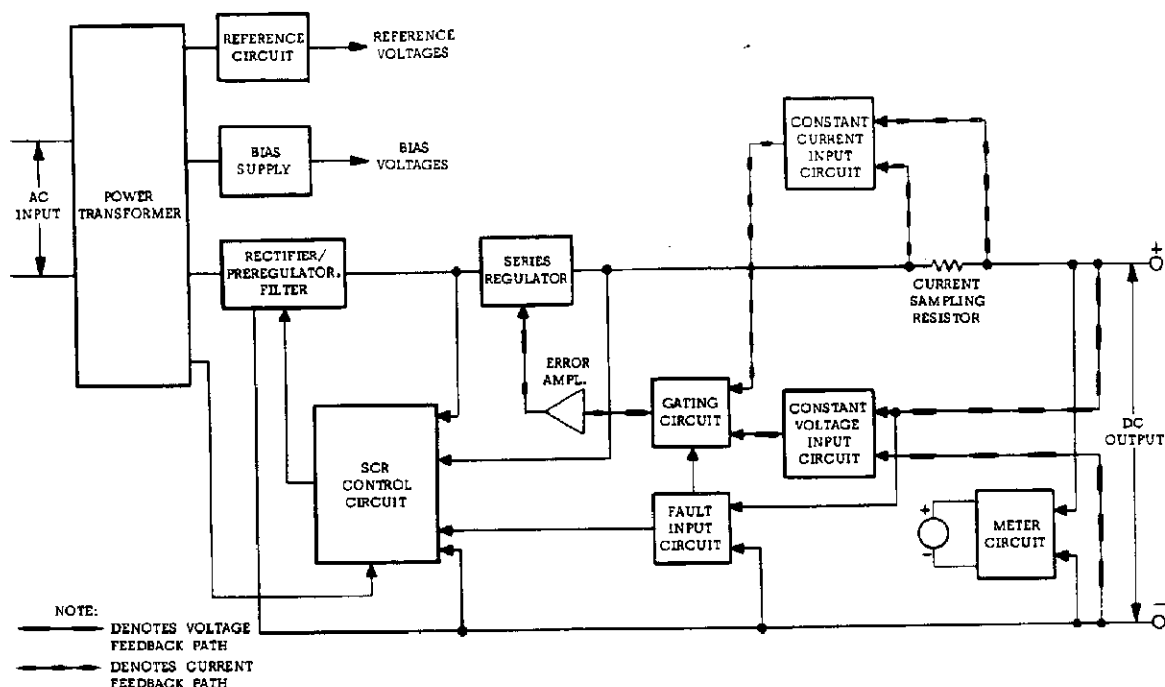 REFERENCE
CIRCUIT
REFERENCE
VOLTAGES
BIAS
SUPPLY
BIAS
VOLTAGES
AC
INPUT
POWER
TRANSFORMER
RECTIFIER/
PREREGULATOR.
FILTER
SERIES
REGULATOR
CONSTANT
CURRENT
INPUT
CIRCUIT
+
CURRENT
SAMPLING
RESISTOR
ERROR
AMPL.
GATING
CIRCUIT
CONSTANT
VOLTAGE
INPUT
CIRCUIT
DC
OUTPUT
SCR
CONTROL
CIRCUIT
FAULT
INPUT
CIRCUIT
+
-
METER
CIRCUIT
-
NOTE:
DENOTES VOLTAGE
FEEDBACK PATH
DENOTES CURRENT
FEEDBACK PATH